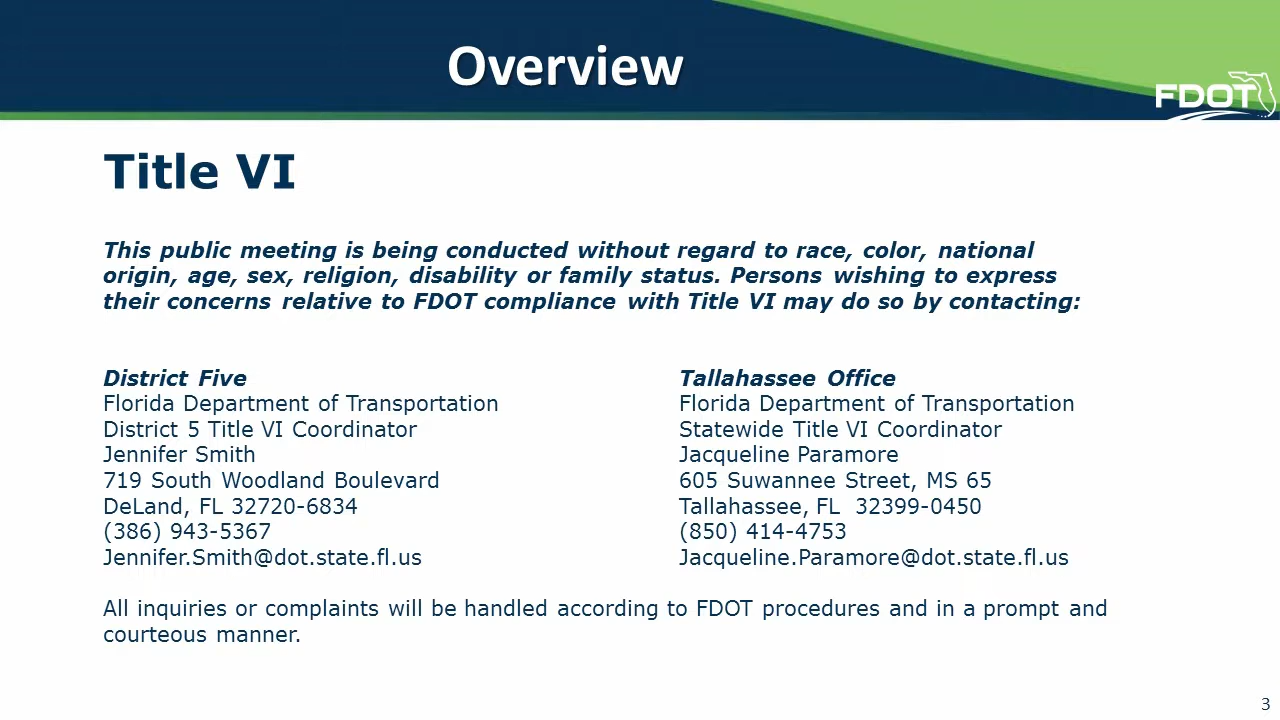 Overview
FDOT
Title VI
This public meeting is being conducted without regard to race, color, national
origin, age, sex, religion, disability or family status. Persons wishing to express
their concerns relative to FDOT compliance with Title VI may do so by contacting:
District Five
Florida Department of Transportation
District 5 Title VI Coordinator
Jennifer Smith
719 South Woodland Boulevard
DeLand, FL 32720-6834
(386) 943-5367
Jennifer.Smith@dot.state.fl.us
Tallahassee Office
Florida Department of Transportation
Statewide Title VI Coordinator
Jacqueline Paramore
605 Suwannee Street, MS 65
Tallahassee, FL  32399-0450
(850) 414-4753
Jacqueline.Paramore@dot.state.fl.us
All inquiries or complaints will be handled according to FDOT procedures and in a prompt and
courteous manner.
3